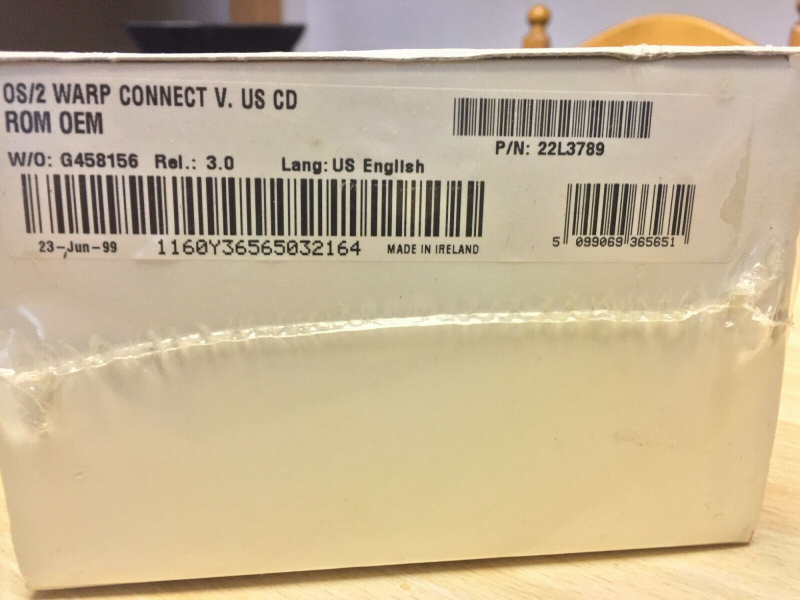 OS/2 WARP CONNECT V. US CD
ROM OEM
P/N: 22L3789
W/O: G458156 Rel.: 3.0 Lang: US English
5 099069 365651
23-Jun-99 1160Y36565032164 MADE IN IRELAND